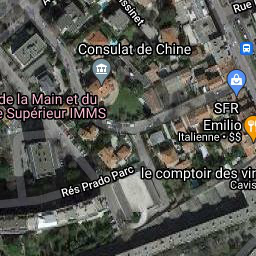 Rue
Consulat de Chine
de la Main et du
Supérieur IMMS
SFR
Emilio
Italienne • $$
le comptoir des vin
Cavis
Rés Prado Parc